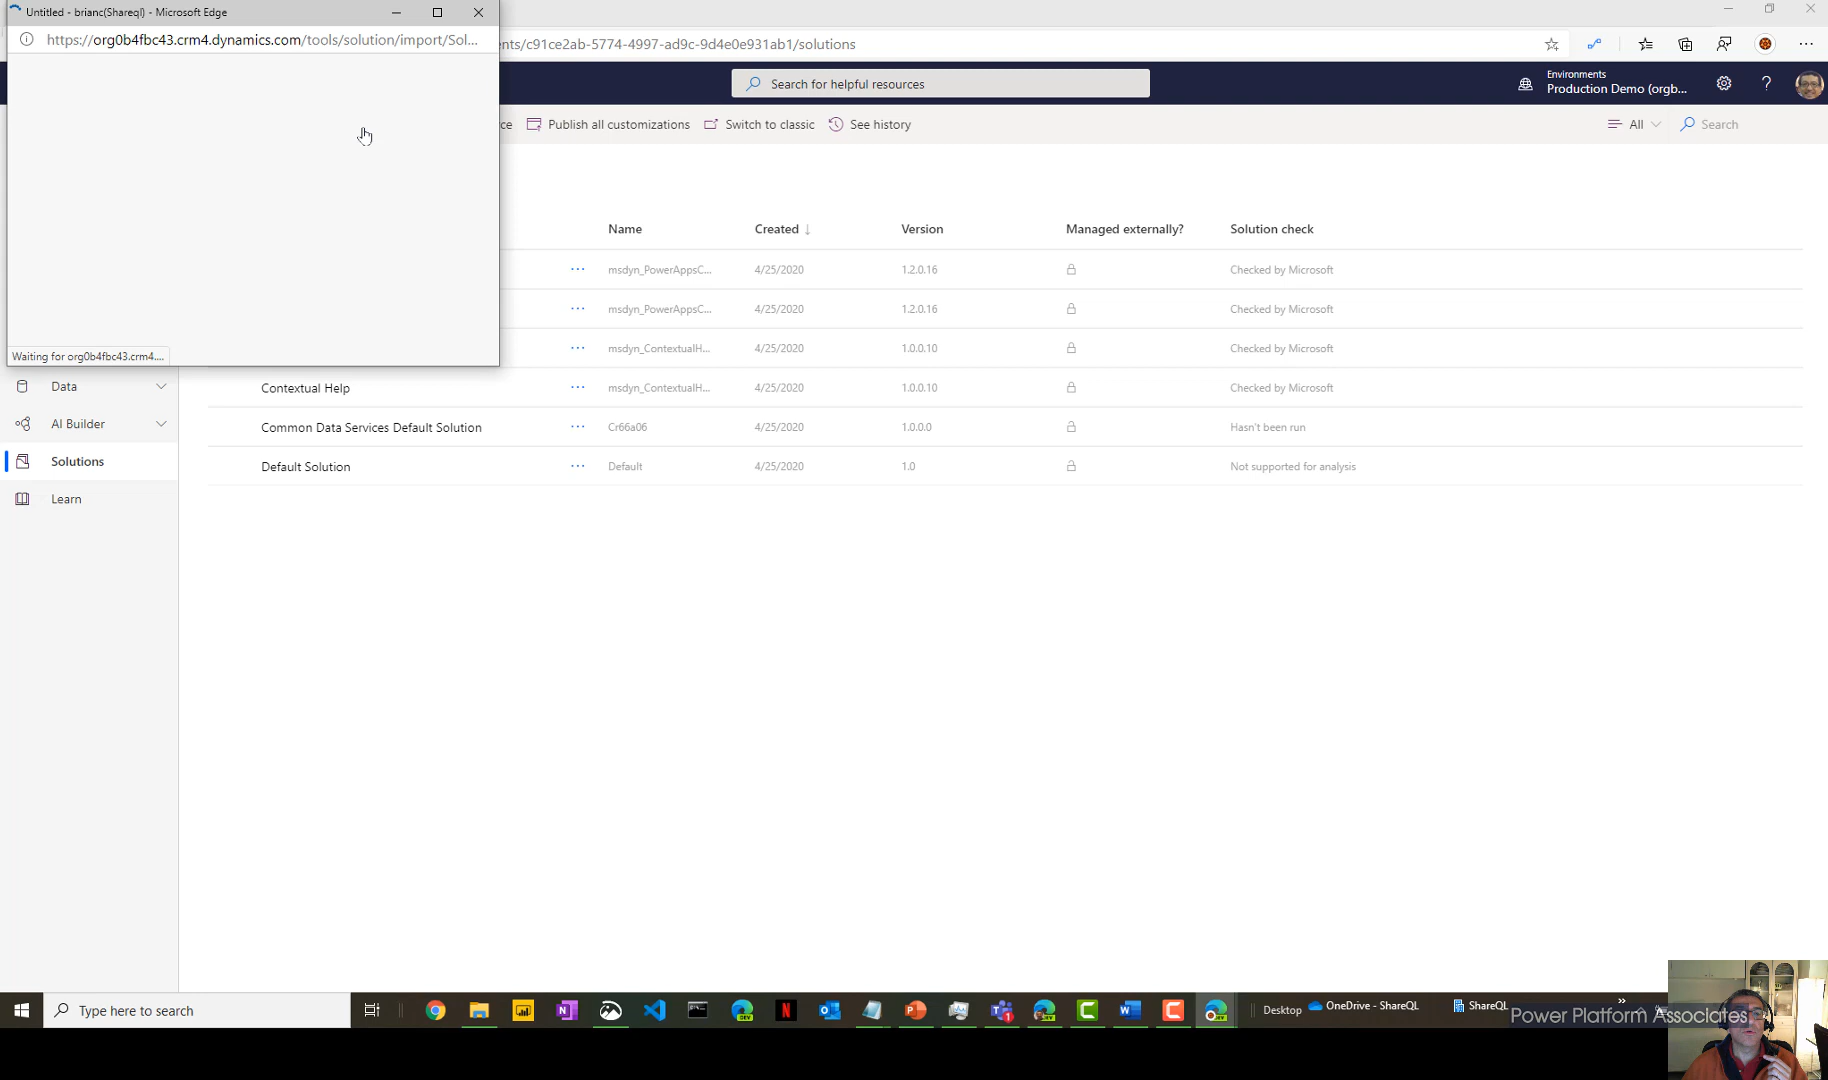 Untitled - brianc(Shareql) - Microsoft Edge
https://org0b4fbc43.crm4.dynamics.com/tools/solution/import/Sol...
ents/c91ce2ab-5774-4997-ad9c-9d4e0e931ab1/solutions
Search for helpful resources
Environments
Production Demo (orgb...
ce
Publish all customizations
Switch to classic
See history
All
Search
Name
Created
Version
Managed externally?
Solution check
... msdyn_PowerAppsC... 4/25/2020 1.2.0.16 Checked by Microsoft
... msdyn_PowerAppsC... 4/25/2020 1.2.0.16 Checked by Microsoft
... msdyn_ContextualH... 4/25/2020 1.0.0.10 Checked by Microsoft
Waiting for org0b4fbc43.crm4....
Data
Contextual Help ... msdyn_ContextualH... 4/25/2020 1.0.0.10 Checked by Microsoft
AI Builder
Common Data Services Default Solution ... Cr66a06 4/25/2020 1.0.0.0 Hasn't been run
Solutions
Default Solution ... Default 4/25/2020 1.0 Not supported for analysis
Learn
Type here to search
Desktop
OneDrive - ShareQL
ShareQL
Power Platform Associates